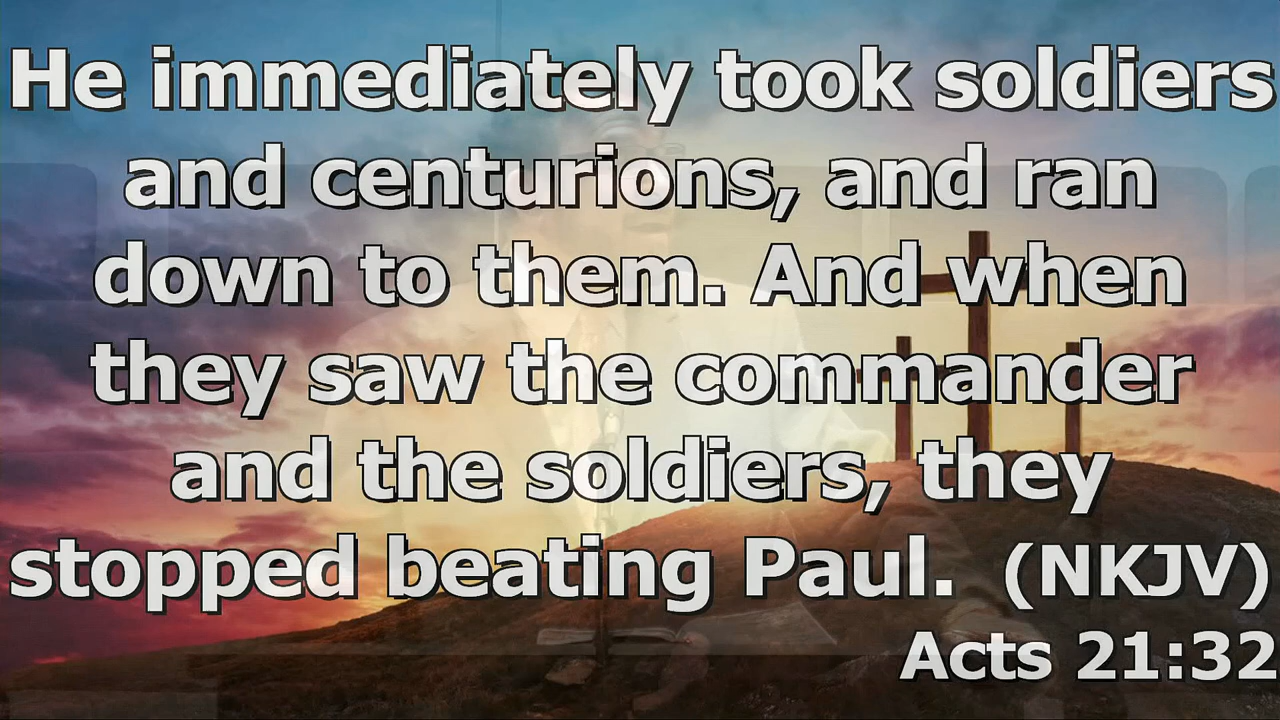 He immediately took soldiers
and centurions, and ran
down to them. And when
they saw the commander
and the soldiers, they
stopped beating Paul. (NKJV)
Acts 21:32